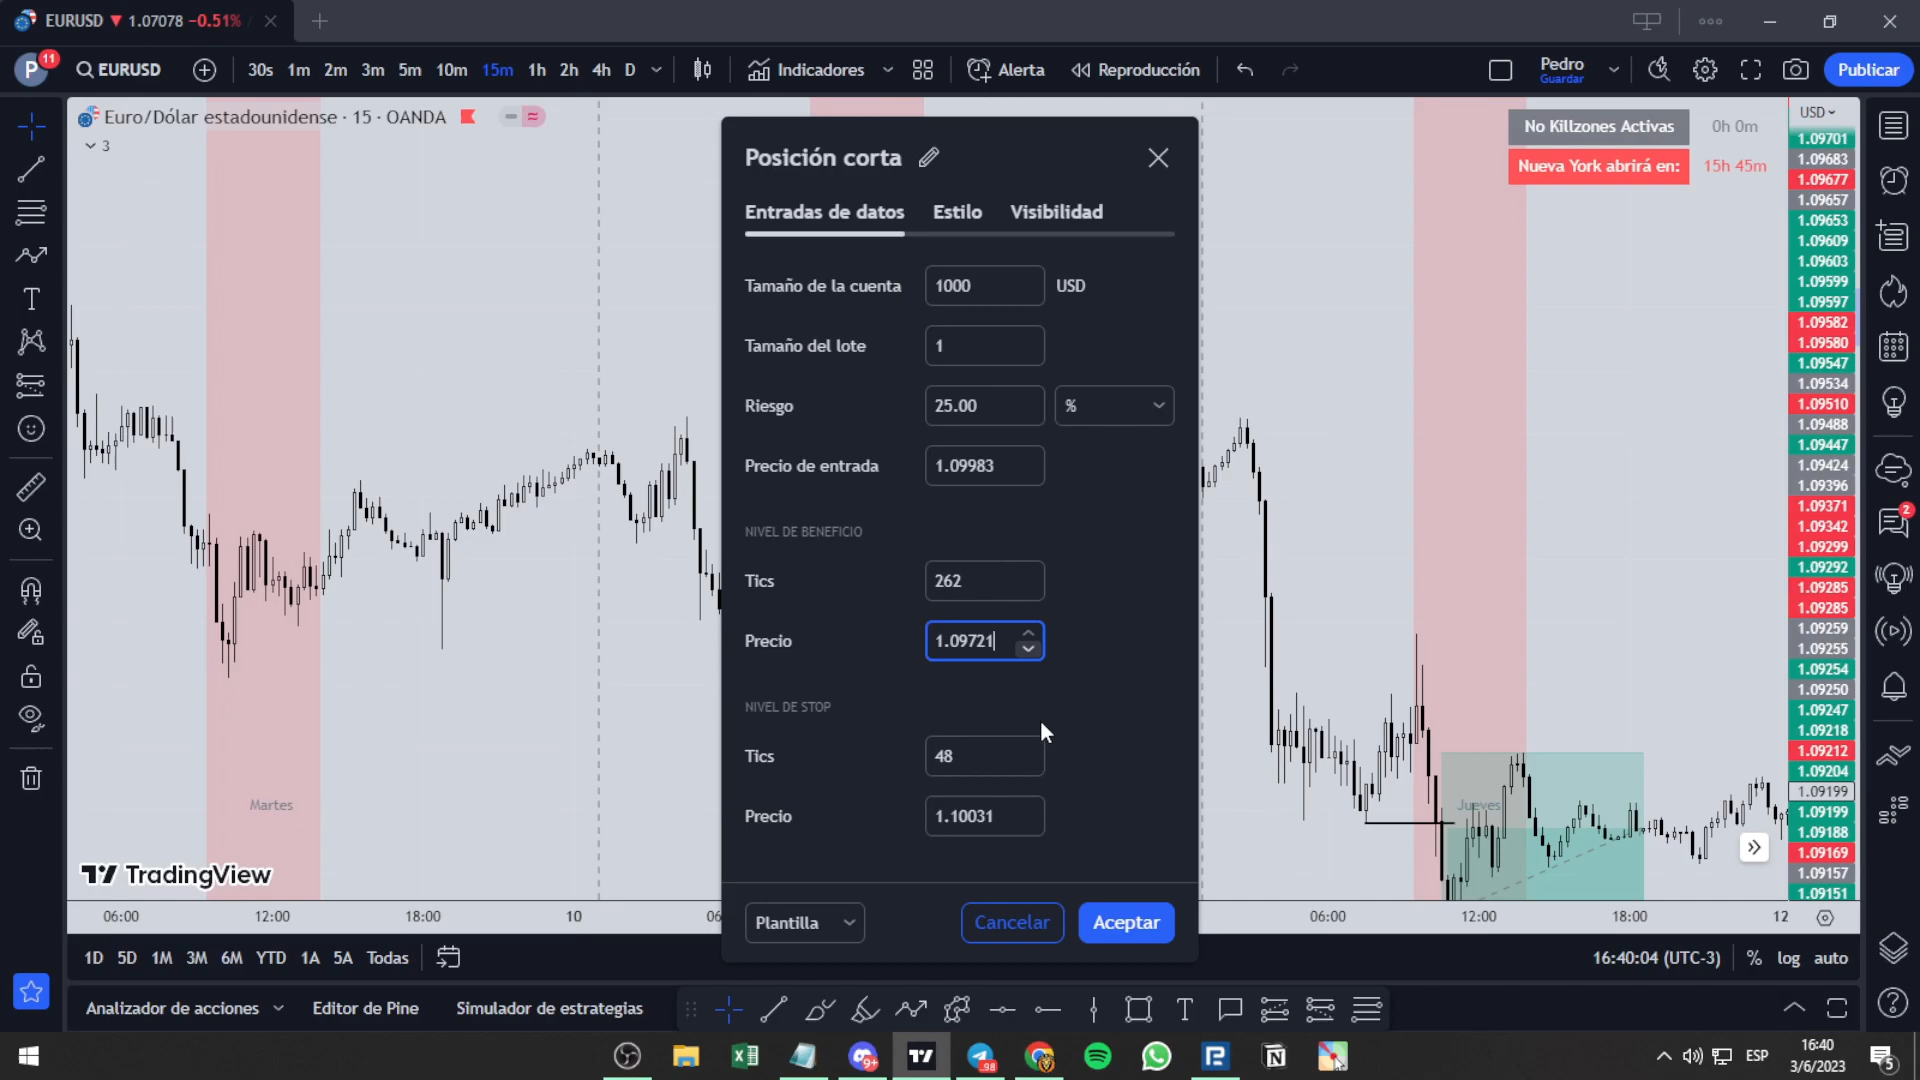 EURUSD ▼ 1.07078 −0.51%
P 11 EURUSD 30s 1m 2m 3m 5m 10m 15m 1h 2h 4h D Indicadores Alerta Reproducción Pedro Guardar Publicar
Euro/Dólar estadounidense · 15 · OANDA
3
No Killzones Activas 0h 0m
Nueva York abrirá en: 15h 45m
USD
1.09701
1.09683
1.09677
1.09657
1.09653
1.09609
1.09603
1.09599
1.09597
1.09582
1.09580
1.09547
1.09534
1.09510
1.09488
1.09447
1.09424
1.09396
1.09371
1.09342
1.09299
1.09292
1.09285
1.09285
1.09259
1.09255
1.09254
1.09250
1.09247
1.09218
1.09212
1.09204
1.09199
1.09199
1.09188
1.09169
1.09157
1.09151
Posición corta
Entradas de datos Estilo Visibilidad
Tamaño de la cuenta 1000 USD
Tamaño del lote 1
Riesgo 25.00 %
Precio de entrada 1.09983
NIVEL DE BENEFICIO
Tics 262
Precio 1.09721
NIVEL DE STOP
Tics 48
Precio 1.10031
Plantilla Cancelar Aceptar
Martes
Jueves
TradingView
2
06:00 12:00 18:00 10 06 06:00 12:00 18:00 12
1D 5D 1M 3M 6M YTD 1A 5A Todas 16:40:04 (UTC-3) % log auto
Analizador de acciones Editor de Pine Simulador de estrategias
9+
98
ESP
16:40
3/6/2023
5